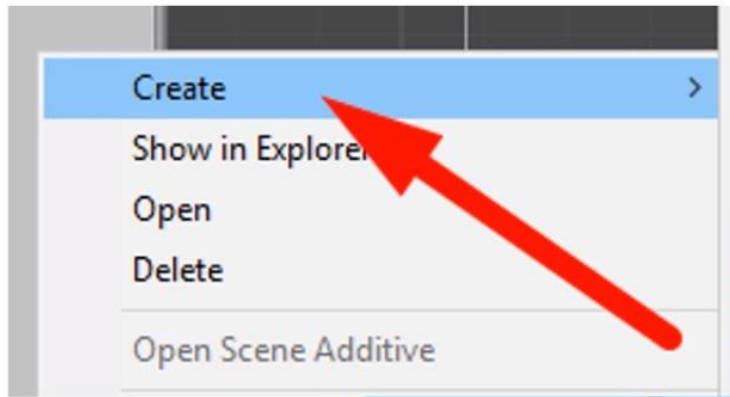 Create
Show in Explorer
Open
Delete
Open Scene Additive